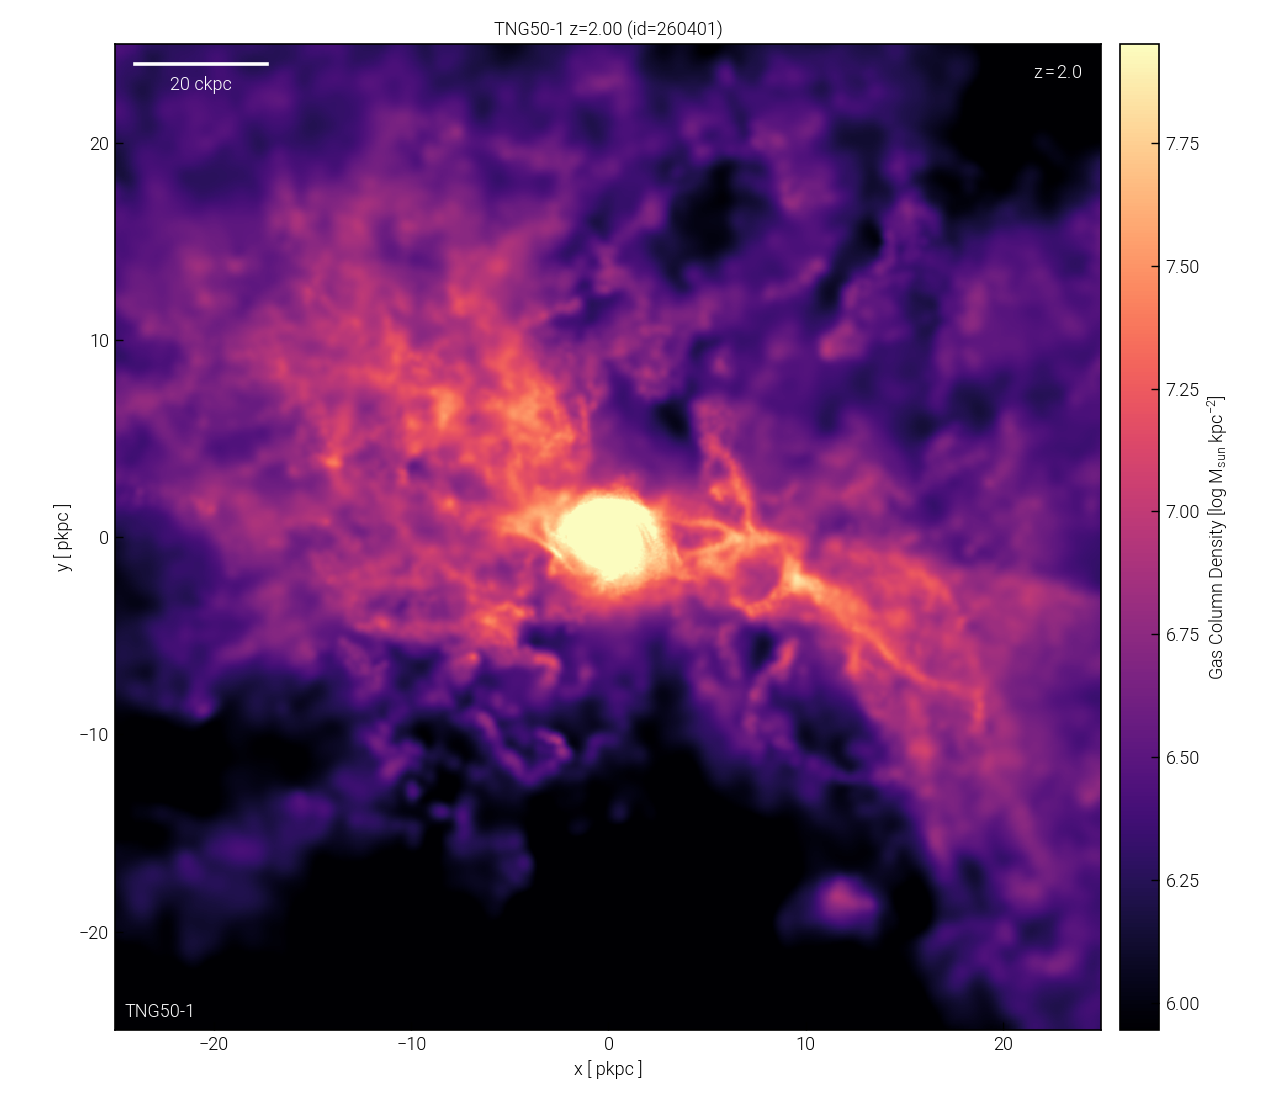 TNG50-1 z=2.00 (id=260401)
20 ckpc
z=2.0
20
10
0
−10
−20
y [ pkpc ]
TNG50-1
−20
−10
0
10
20
x [ pkpc ]
7.75
7.50
7.25
7.00
6.75
6.50
6.25
6.00
Gas Column Density [log M_sun kpc⁻²]